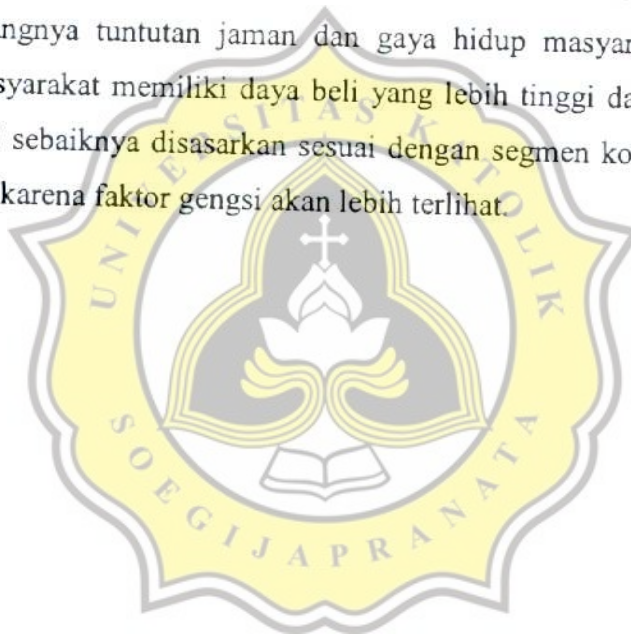 angnya tuntutan jaman dan gaya hidup masyar
syarakat memiliki daya beli yang lebih tinggi da
sebaiknya disasarkan sesuai dengan segmen ko
karena faktor gengsi akan lebih terlihat.
UNIVERSITAS KATOLIK
SOEGIJAPRANATA